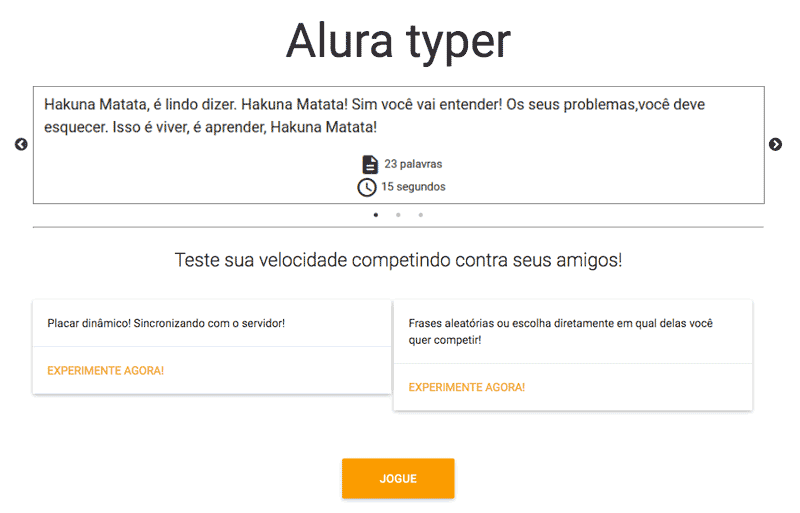 Alura typer
Hakuna Matata, é lindo dizer. Hakuna Matata! Sim você vai entender! Os seus problemas,você deve
esquecer. Isso é viver, é aprender, Hakuna Matata!
23 palavras
15 segundos
Teste sua velocidade competindo contra seus amigos!
Placar dinâmico! Sincronizando com o servidor!
EXPERIMENTE AGORA!
Frases aleatórias ou escolha diretamente em qual delas você
quer competir!
EXPERIMENTE AGORA!
JOGUE